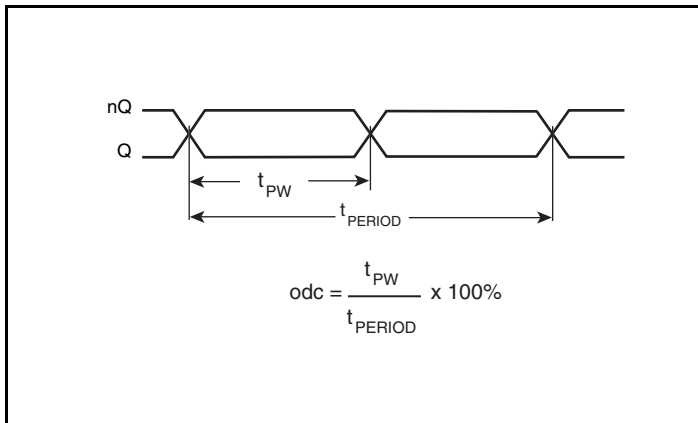 nQ
Q
tPW
tPERIOD
odc = tPW / tPERIOD x 100%